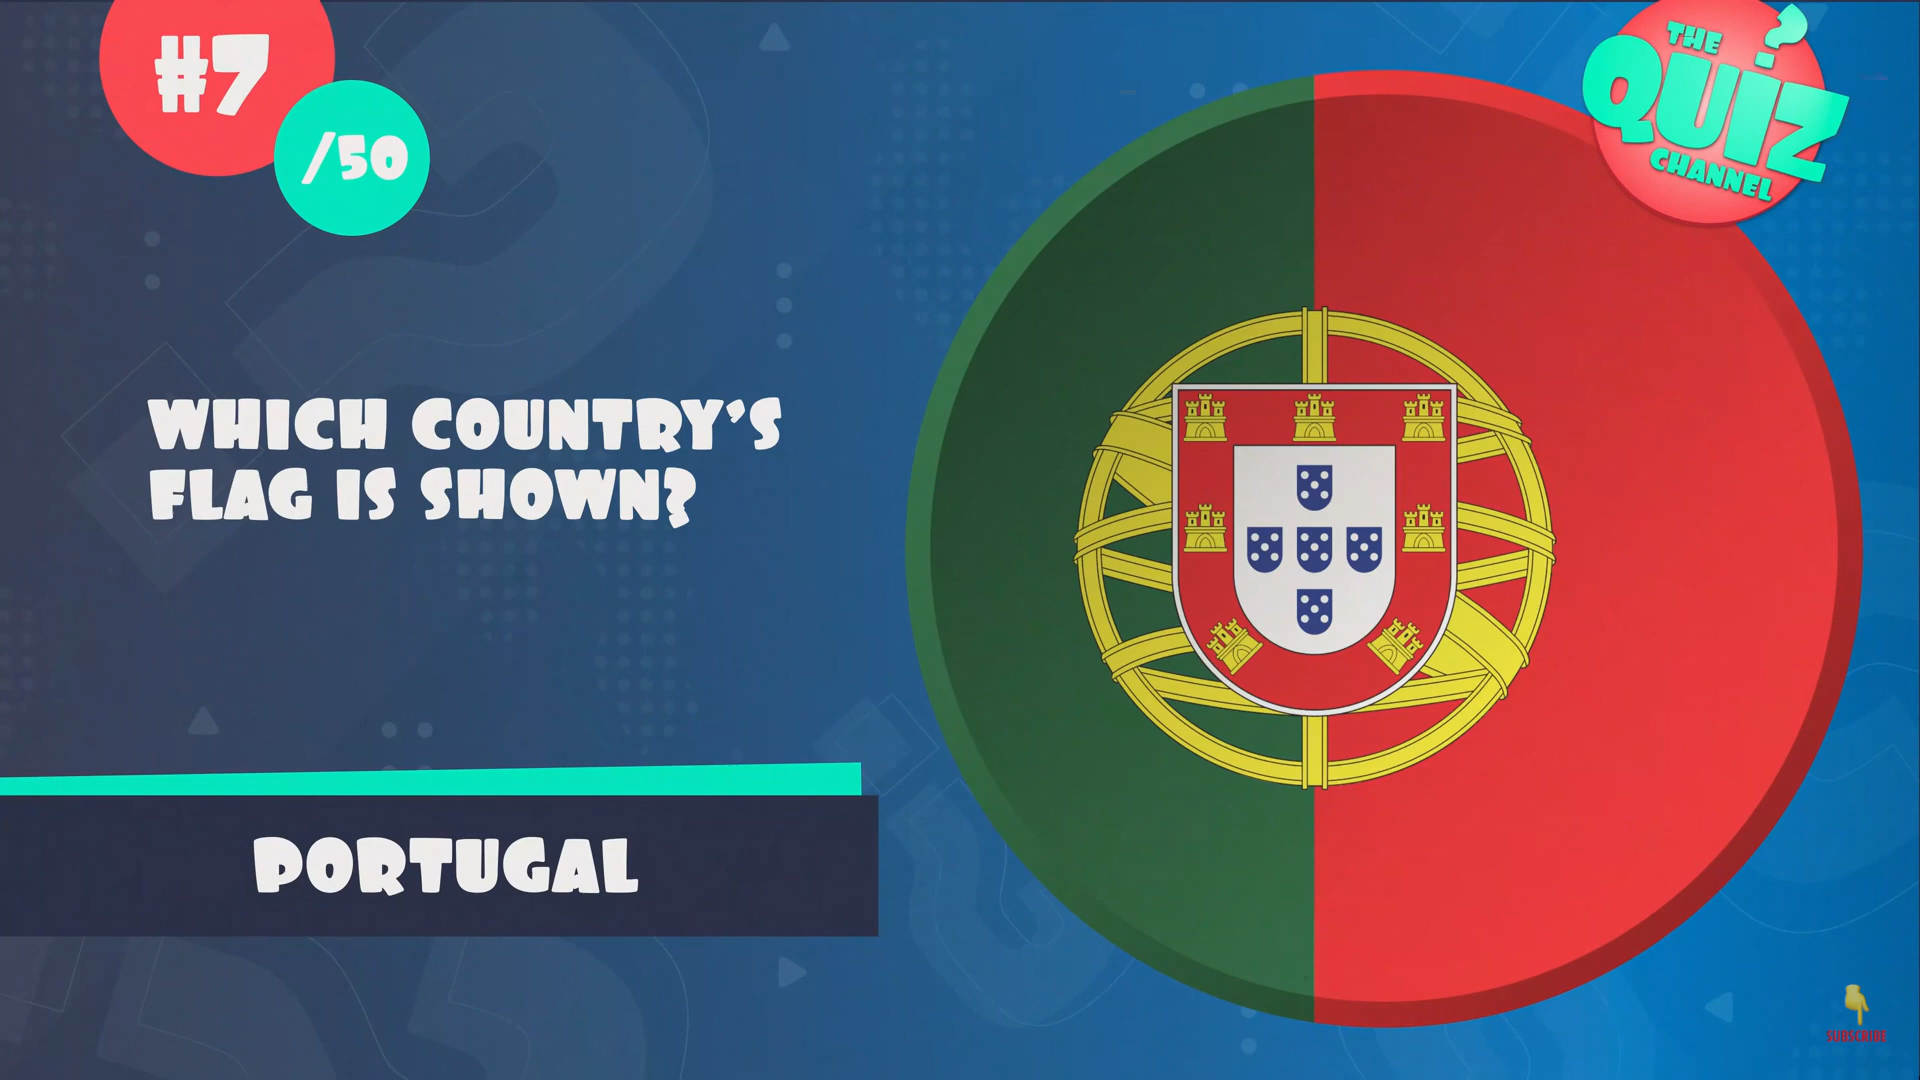 #7
/50
THE
QUIZ
CHANNEL
WHICH COUNTRY'S
FLAG IS SHOWN?
PORTUGAL
SUBSCRIBE